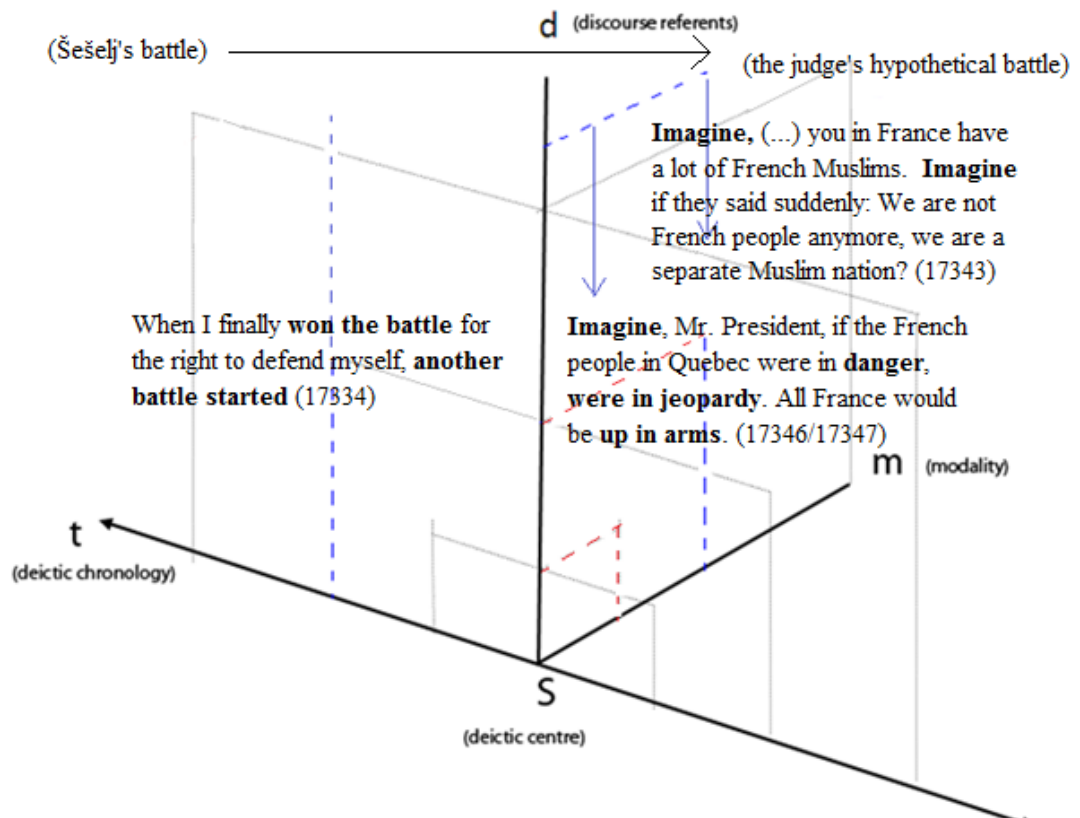 d (discourse referents)
(Šešelj's battle)
(the judge's hypothetical battle)
Imagine, (...) you in France have
a lot of French Muslims. Imagine
if they said suddenly: We are not
French people anymore, we are a
separate Muslim nation? (17343)
When I finally won the battle for
the right to defend myself, another
battle started (17334)
Imagine, Mr. President, if the French
people in Quebec were in danger,
were in jeopardy. All France would
be up in arms. (17346/17347)
m (modality)
t
(deictic chronology)
S
(deictic centre)